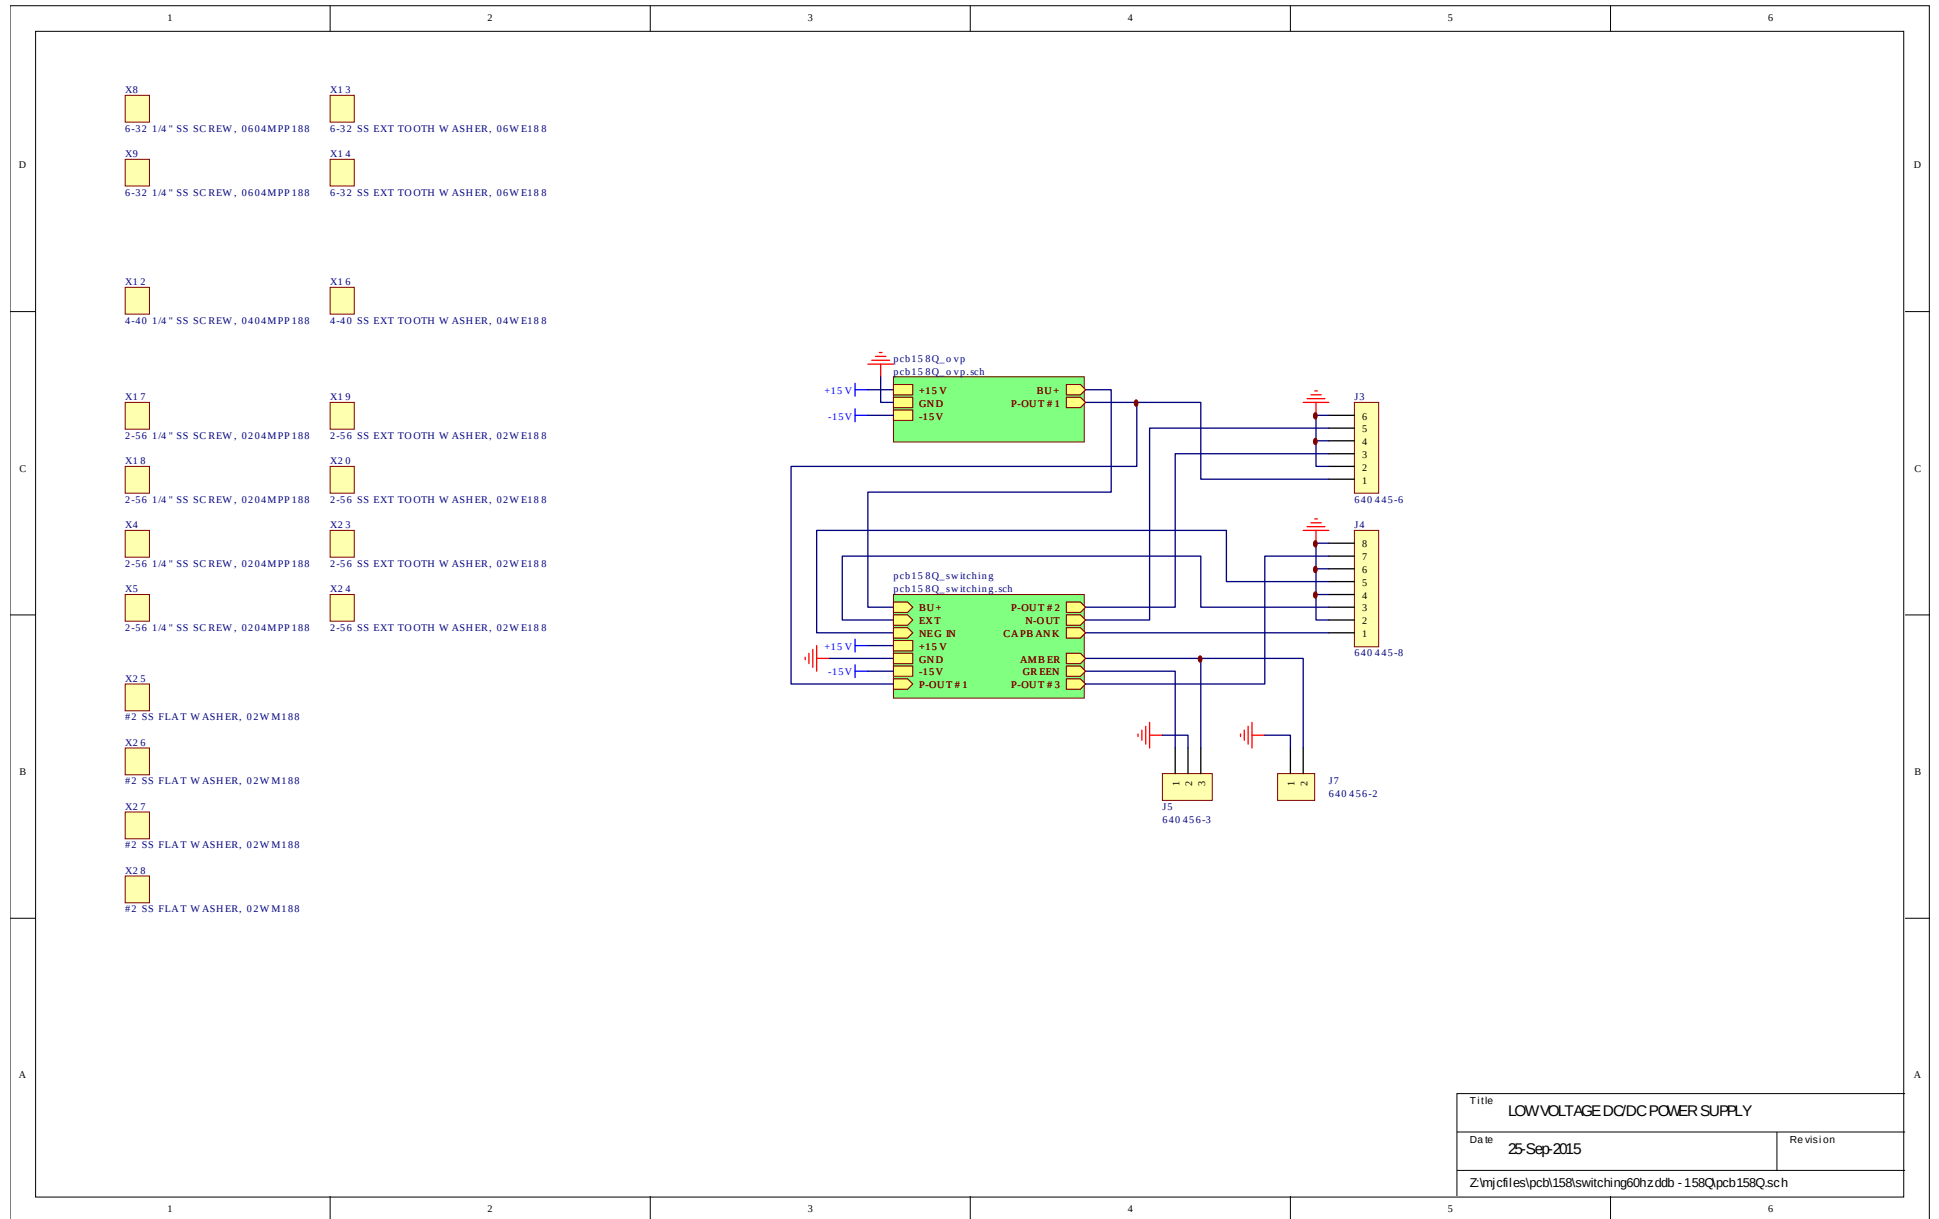 1 2 3 4 5 6
D D
C C
B B
A A
X8
6-32 1/4" SS SCREW, 0604MPP188
X13
6-32 SS EXT TOOTH WASHER, 06WE188
X9
6-32 1/4" SS SCREW, 0604MPP188
X14
6-32 SS EXT TOOTH WASHER, 06WE188
X12
4-40 1/4" SS SCREW, 0404MPP188
X16
4-40 SS EXT TOOTH WASHER, 04WE188
X17
2-56 1/4" SS SCREW, 0204MPP188
X19
2-56 SS EXT TOOTH WASHER, 02WE188
X18
2-56 1/4" SS SCREW, 0204MPP188
X20
2-56 SS EXT TOOTH WASHER, 02WE188
X4
2-56 1/4" SS SCREW, 0204MPP188
X23
2-56 SS EXT TOOTH WASHER, 02WE188
X5
2-56 1/4" SS SCREW, 0204MPP188
X24
2-56 SS EXT TOOTH WASHER, 02WE188
X25
#2 SS FLAT WASHER, 02WM188
X26
#2 SS FLAT WASHER, 02WM188
X27
#2 SS FLAT WASHER, 02WM188
X28
#2 SS FLAT WASHER, 02WM188
pcb158Q_ovp
pcb158Q_ovp.sch
+15V +15V BU+
GND P-OUT#1
-15V -15V
J3
6
5
4
3
2
1
640445-6
J4
8
7
6
5
4
3
2
1
640445-8
pcb158Q_switching
pcb158Q_switching.sch
BU+ P-OUT#2
EXT N-OUT
NEG IN CAPBANK
+15V +15V
GND AMBER
-15V -15V GREEN
P-OUT#1 P-OUT#3
1 2 3
J5
640456-3
1 2
J7
640456-2
Title LOW VOLTAGE DC/DC POWER SUPPLY
Date 25-Sep-2015 Revision
Z:\mjcfiles\pcb\158\switching60hz.ddb - 158Q\pcb158Q.sch
1 2 3 4 5 6